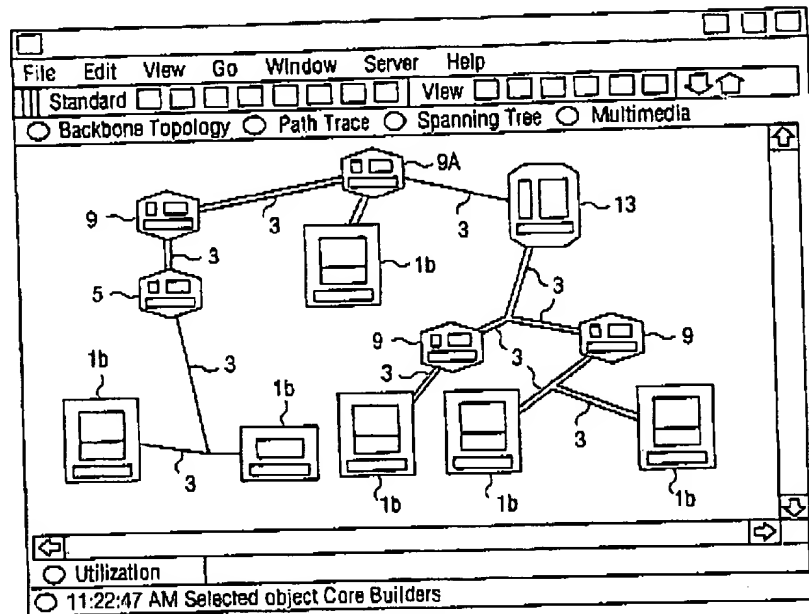 File Edit View Go Window Server Help
Standard View
Backbone Topology Path Trace Spanning Tree Multimedia
9A
9 3 3 13
3 1b
5 3
3
9 3 9
3 3
1b 1b 3
3
3 1b 1b 1b
Utilization
11:22:47 AM Selected object Core Builders